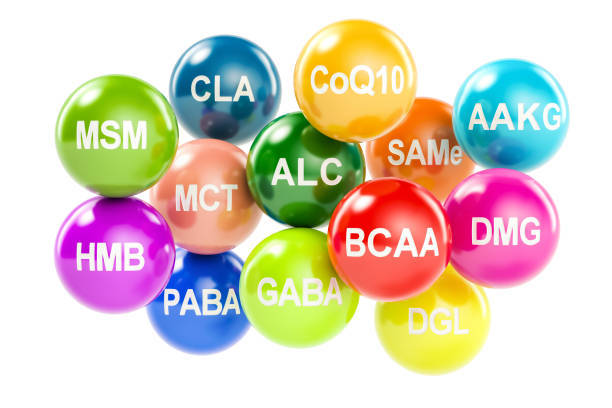 CLA
CoQ10
AAKG
MSM
SAMe
ALC
MCT
BCAA
DMG
HMB
PABA
GABA
DGL